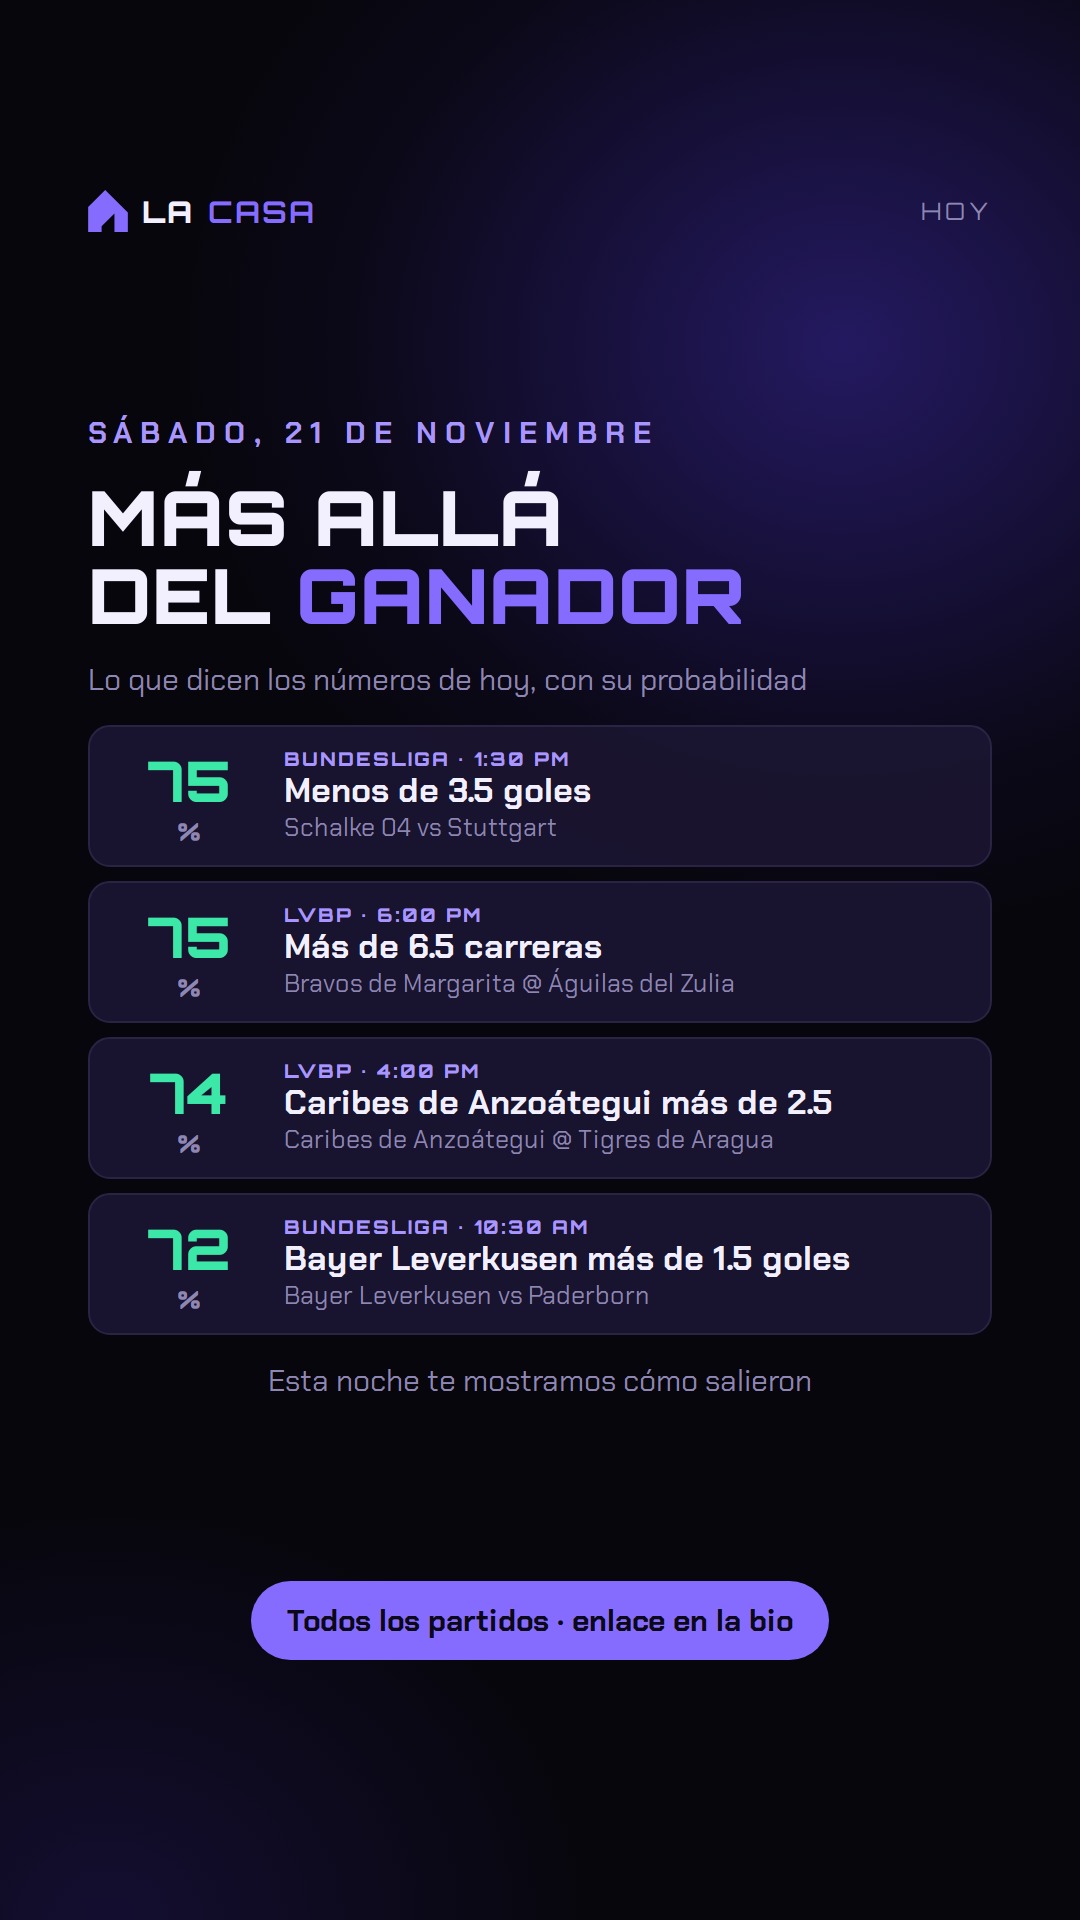 LA CASA
HOY
SÁBADO, 21 DE NOVIEMBRE
MÁS ALLÁ
DEL GANADOR
Lo que dicen los números de hoy, con su probabilidad
75
%
BUNDESLIGA · 1:30 PM
Menos de 3.5 goles
Schalke 04 vs Stuttgart
75
%
LVBP · 6:00 PM
Más de 6.5 carreras
Bravos de Margarita @ Águilas del Zulia
74
%
LVBP · 4:00 PM
Caribes de Anzoátegui más de 2.5
Caribes de Anzoátegui @ Tigres de Aragua
72
%
BUNDESLIGA · 10:30 AM
Bayer Leverkusen más de 1.5 goles
Bayer Leverkusen vs Paderborn
Esta noche te mostramos cómo salieron
Todos los partidos · enlace en la bio